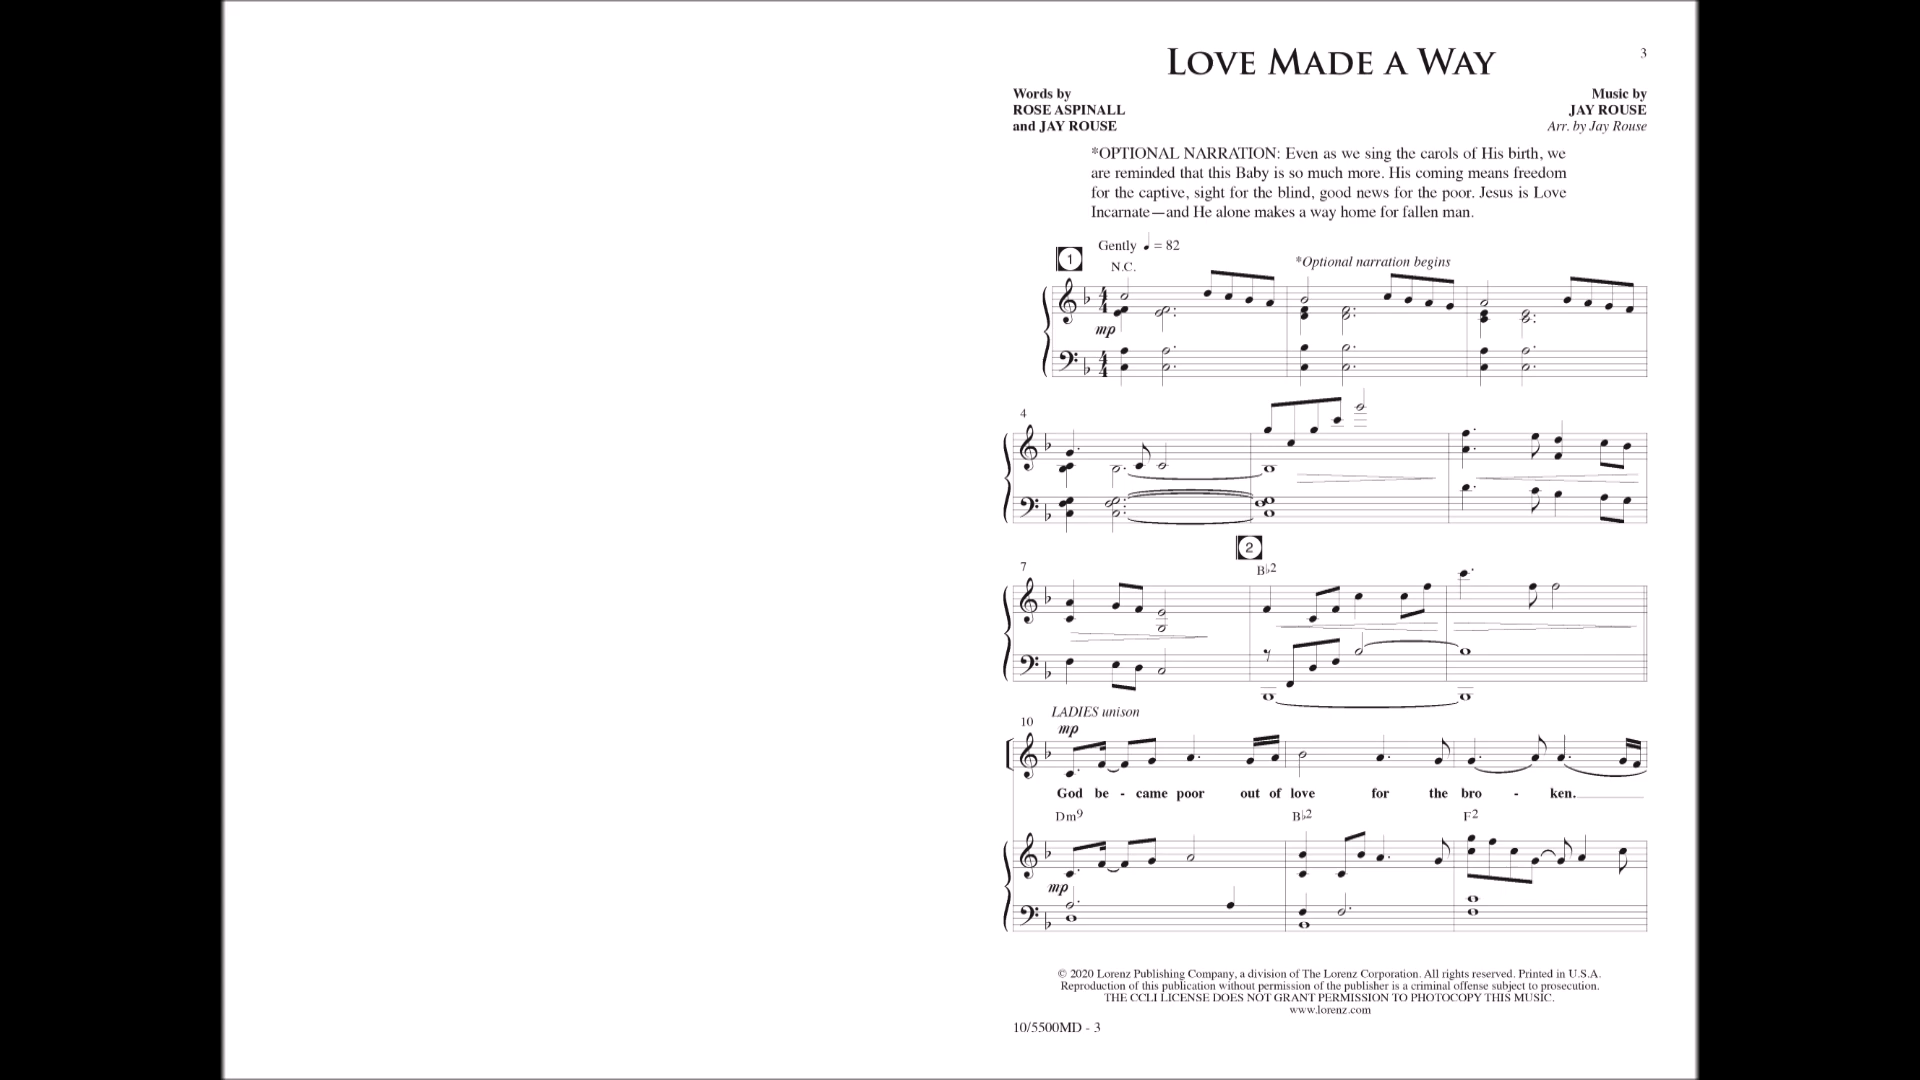 LOVE MADE A WAY
3
Words by
ROSE ASPINALL
and JAY ROUSE
Music by
JAY ROUSE
Arr. by Jay Rouse
*OPTIONAL NARRATION: Even as we sing the carols of His birth, we
are reminded that this Baby is so much more. His coming means freedom
for the captive, sight for the blind, good news for the poor. Jesus is Love
Incarnate—and He alone makes a way home for fallen man.
Gently ♩ = 82
1
N.C.
*Optional narration begins
4
4
mp
4
4
4
2
7
B♭2
LADIES unison
10
mp
God be - came poor out of love for the bro - ken.
Dm9 B♭2 F2
mp
© 2020 Lorenz Publishing Company, a division of The Lorenz Corporation. All rights reserved. Printed in U.S.A.
Reproduction of this publication without permission of the publisher is a criminal offense subject to prosecution.
THE CCLI LICENSE DOES NOT GRANT PERMISSION TO PHOTOCOPY THIS MUSIC.
www.lorenz.com
10/5500MD - 3